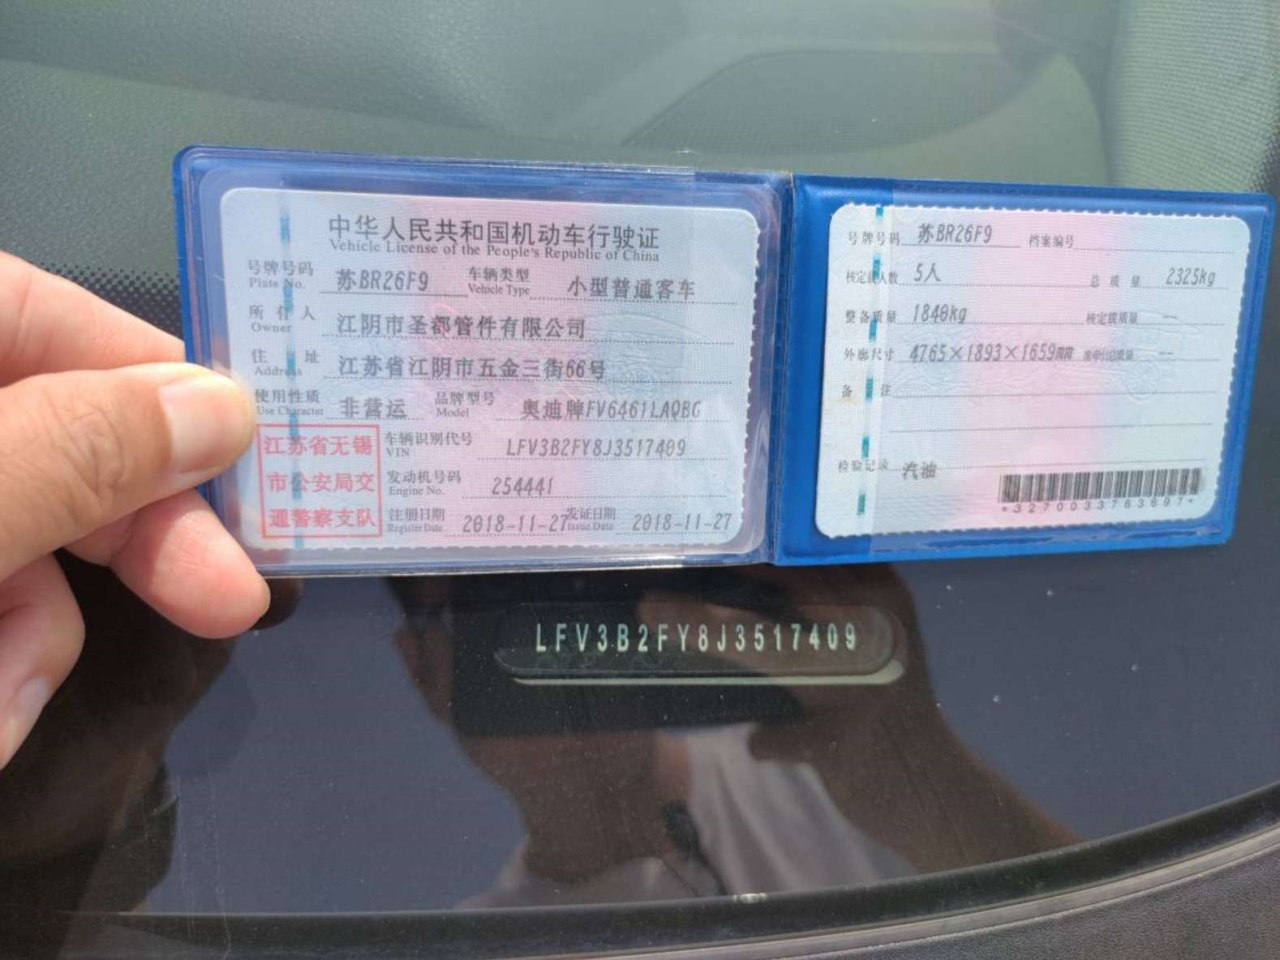 中华人民共和国机动车行驶证
Vehicle License of the People's Republic of China
号牌号码 苏BR26F9 车辆类型 小型普通客车
Plate No. Vehicle Type
所有人 江阴市圣都管件有限公司
Owner
住址 江苏省江阴市五金三街66号
Address
使用性质 非营运 品牌型号 奥迪牌FV6461LAQBG
Use Character Model
江苏省无锡
市公安局交
通警察支队
车辆识别代号 LFV3B2FY8J3517409
VIN
发动机号码 254441
Engine No.
注册日期 2018-11-27 发证日期 2018-11-27
Register Date Issue Date
号牌号码 苏BR26F9 档案编号
核定载人数 5人 总质量 2325kg
整备质量 1840kg 核定载质量 --
外廓尺寸 4765×1893×1659mm 准牵引总质量 --
备注
检验记录 汽油
*3270033763697*
LFV3B2FY8J3517409